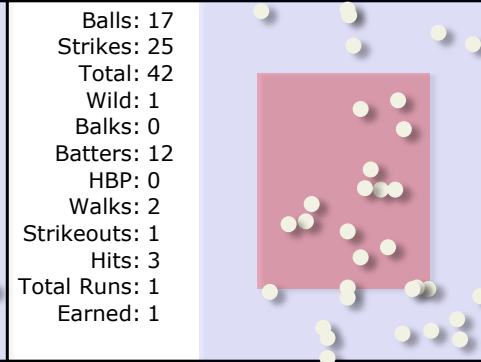 Balls: 17
Strikes: 25
Total: 42
Wild: 1
Balks: 0
Batters: 12
HBP: 0
Walks: 2
Strikeouts: 1
Hits: 3
Total Runs: 1
Earned: 1